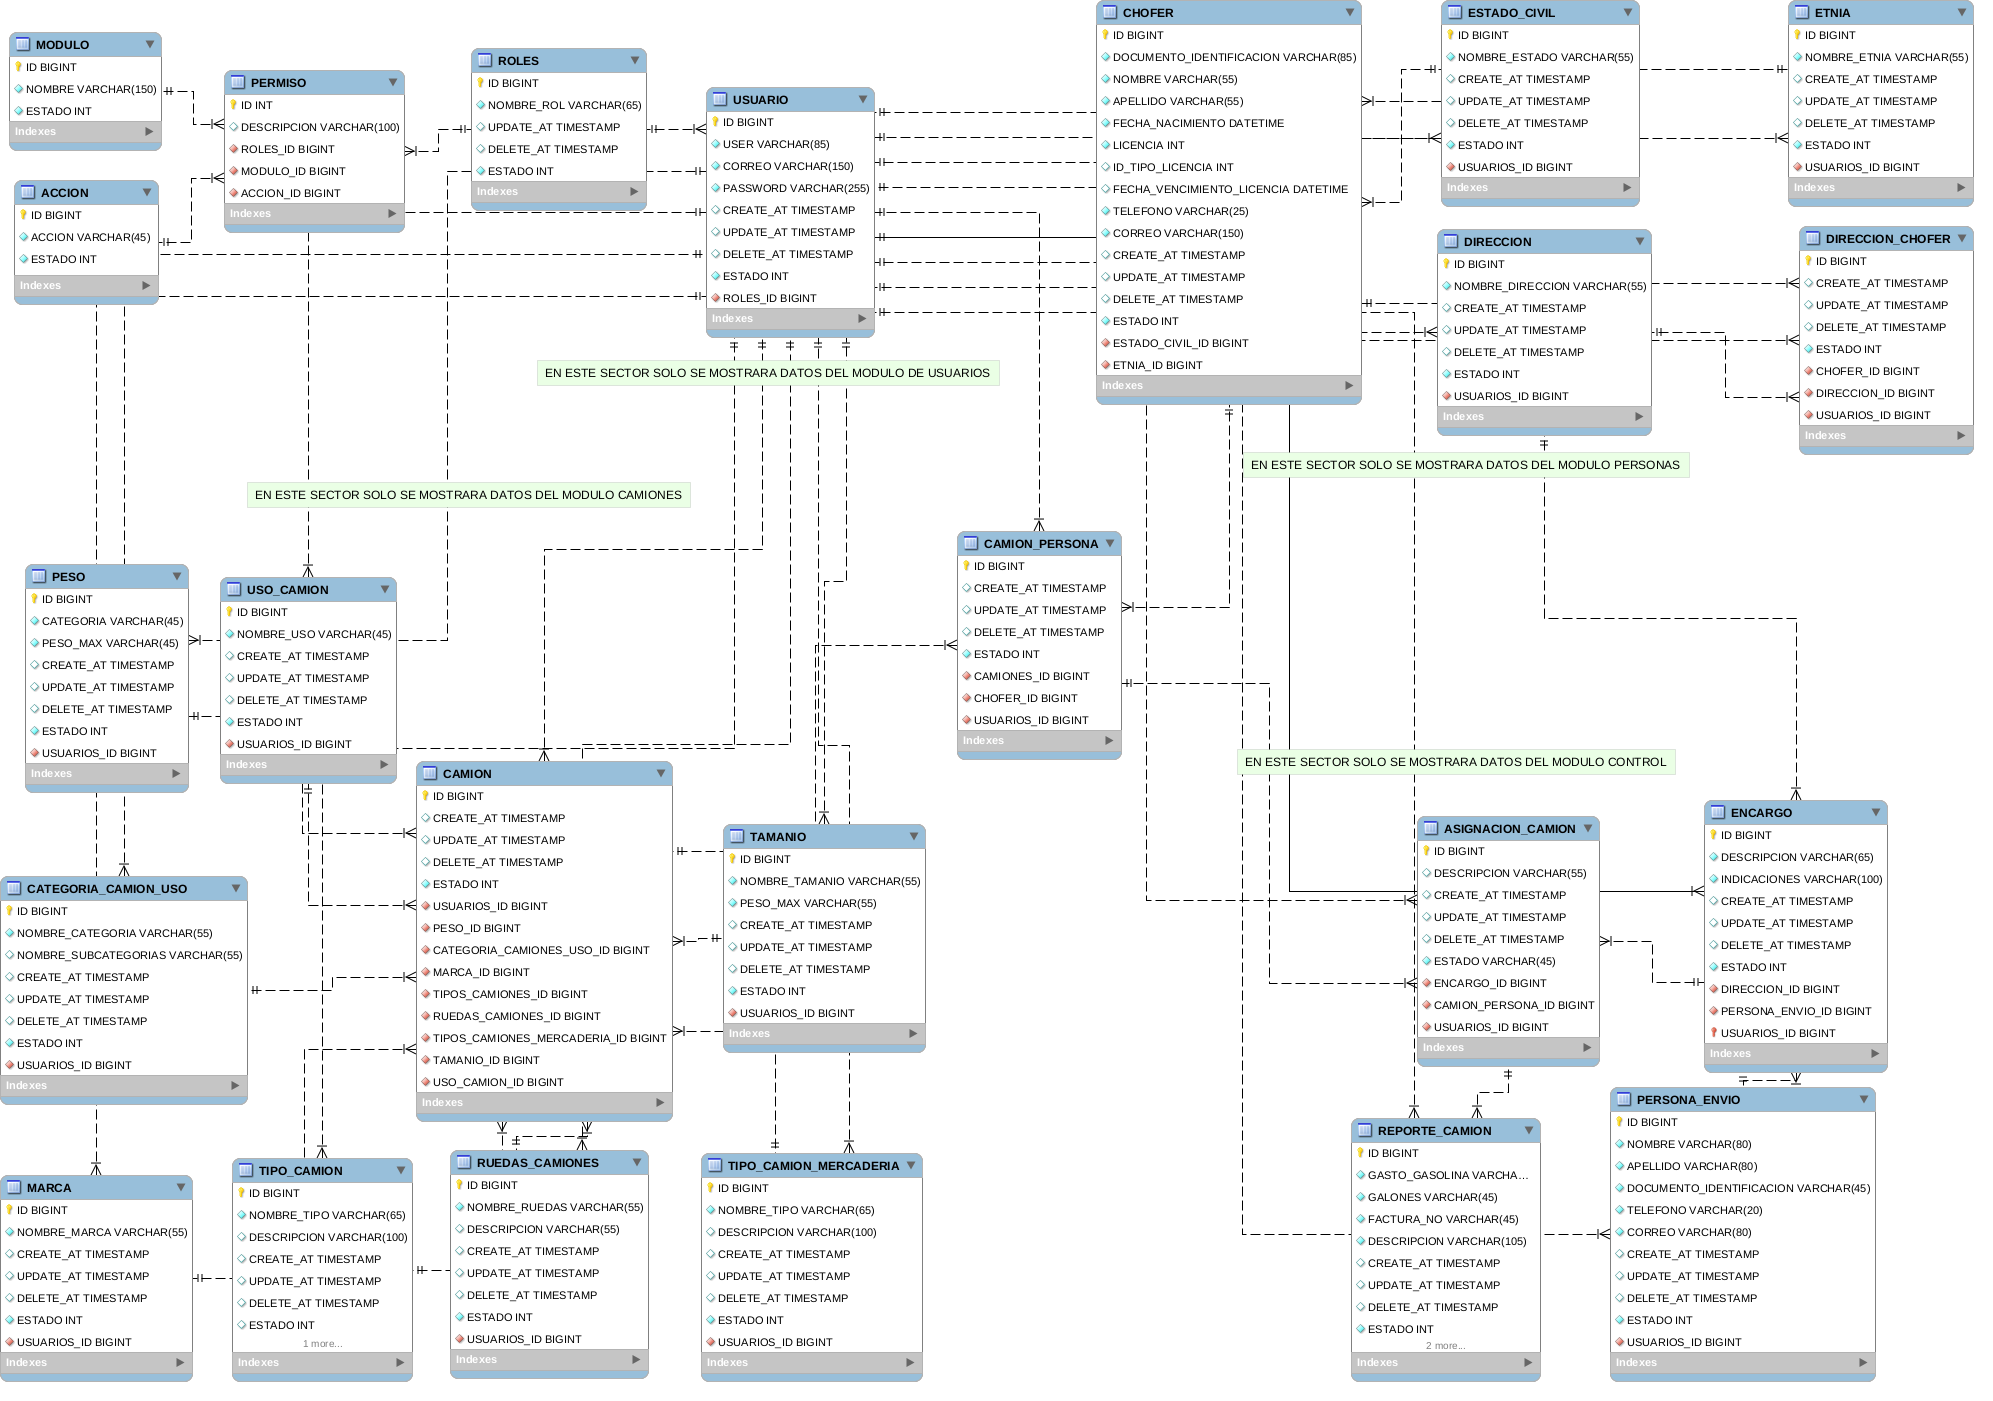 MODULO
ID BIGINT
NOMBRE VARCHAR(150)
ESTADO INT
Indexes
PERMISO
ID INT
DESCRIPCION VARCHAR(100)
ROLES_ID BIGINT
MODULO_ID BIGINT
ACCION_ID BIGINT
Indexes
ROLES
ID BIGINT
NOMBRE_ROL VARCHAR(65)
UPDATE_AT TIMESTAMP
DELETE_AT TIMESTAMP
ESTADO INT
Indexes
USUARIO
ID BIGINT
USER VARCHAR(85)
CORREO VARCHAR(150)
PASSWORD VARCHAR(255)
CREATE_AT TIMESTAMP
UPDATE_AT TIMESTAMP
DELETE_AT TIMESTAMP
ESTADO INT
ROLES_ID BIGINT
Indexes
CHOFER
ID BIGINT
DOCUMENTO_IDENTIFICACION VARCHAR(85)
NOMBRE VARCHAR(55)
APELLIDO VARCHAR(55)
FECHA_NACIMIENTO DATETIME
LICENCIA INT
ID_TIPO_LICENCIA INT
FECHA_VENCIMIENTO_LICENCIA DATETIME
TELEFONO VARCHAR(25)
CORREO VARCHAR(150)
CREATE_AT TIMESTAMP
UPDATE_AT TIMESTAMP
DELETE_AT TIMESTAMP
ESTADO INT
ESTADO_CIVIL_ID BIGINT
ETNIA_ID BIGINT
Indexes
ESTADO_CIVIL
ID BIGINT
NOMBRE_ESTADO VARCHAR(55)
CREATE_AT TIMESTAMP
UPDATE_AT TIMESTAMP
DELETE_AT TIMESTAMP
ESTADO INT
USUARIOS_ID BIGINT
Indexes
ETNIA
ID BIGINT
NOMBRE_ETNIA VARCHAR(55)
CREATE_AT TIMESTAMP
UPDATE_AT TIMESTAMP
DELETE_AT TIMESTAMP
ESTADO INT
USUARIOS_ID BIGINT
Indexes
ACCION
ID BIGINT
ACCION VARCHAR(45)
ESTADO INT
Indexes
DIRECCION
ID BIGINT
NOMBRE_DIRECCION VARCHAR(55)
CREATE_AT TIMESTAMP
UPDATE_AT TIMESTAMP
DELETE_AT TIMESTAMP
ESTADO INT
USUARIOS_ID BIGINT
Indexes
DIRECCION_CHOFER
ID BIGINT
CREATE_AT TIMESTAMP
UPDATE_AT TIMESTAMP
DELETE_AT TIMESTAMP
ESTADO INT
CHOFER_ID BIGINT
DIRECCION_ID BIGINT
USUARIOS_ID BIGINT
Indexes
EN ESTE SECTOR SOLO SE MOSTRARA DATOS DEL MODULO DE USUARIOS
EN ESTE SECTOR SOLO SE MOSTRARA DATOS DEL MODULO PERSONAS
EN ESTE SECTOR SOLO SE MOSTRARA DATOS DEL MODULO CAMIONES
CAMION_PERSONA
ID BIGINT
CREATE_AT TIMESTAMP
UPDATE_AT TIMESTAMP
DELETE_AT TIMESTAMP
ESTADO INT
CAMIONES_ID BIGINT
CHOFER_ID BIGINT
USUARIOS_ID BIGINT
Indexes
PESO
ID BIGINT
CATEGORIA VARCHAR(45)
PESO_MAX VARCHAR(45)
CREATE_AT TIMESTAMP
UPDATE_AT TIMESTAMP
DELETE_AT TIMESTAMP
ESTADO INT
USUARIOS_ID BIGINT
Indexes
USO_CAMION
ID BIGINT
NOMBRE_USO VARCHAR(45)
CREATE_AT TIMESTAMP
UPDATE_AT TIMESTAMP
DELETE_AT TIMESTAMP
ESTADO INT
USUARIOS_ID BIGINT
Indexes
EN ESTE SECTOR SOLO SE MOSTRARA DATOS DEL MODULO CONTROL
CAMION
ID BIGINT
CREATE_AT TIMESTAMP
UPDATE_AT TIMESTAMP
DELETE_AT TIMESTAMP
ESTADO INT
USUARIOS_ID BIGINT
PESO_ID BIGINT
CATEGORIA_CAMIONES_USO_ID BIGINT
MARCA_ID BIGINT
TIPOS_CAMIONES_ID BIGINT
RUEDAS_CAMIONES_ID BIGINT
TIPOS_CAMIONES_MERCADERIA_ID BIGINT
TAMANIO_ID BIGINT
USO_CAMION_ID BIGINT
Indexes
TAMANIO
ID BIGINT
NOMBRE_TAMANIO VARCHAR(55)
PESO_MAX VARCHAR(55)
CREATE_AT TIMESTAMP
UPDATE_AT TIMESTAMP
DELETE_AT TIMESTAMP
ESTADO INT
USUARIOS_ID BIGINT
Indexes
ASIGNACION_CAMION
ID BIGINT
DESCRIPCION VARCHAR(55)
CREATE_AT TIMESTAMP
UPDATE_AT TIMESTAMP
DELETE_AT TIMESTAMP
ESTADO VARCHAR(45)
ENCARGO_ID BIGINT
CAMION_PERSONA_ID BIGINT
USUARIOS_ID BIGINT
Indexes
ENCARGO
ID BIGINT
DESCRIPCION VARCHAR(65)
INDICACIONES VARCHAR(100)
CREATE_AT TIMESTAMP
UPDATE_AT TIMESTAMP
DELETE_AT TIMESTAMP
ESTADO INT
DIRECCION_ID BIGINT
PERSONA_ENVIO_ID BIGINT
USUARIOS_ID BIGINT
Indexes
CATEGORIA_CAMION_USO
ID BIGINT
NOMBRE_CATEGORIA VARCHAR(55)
NOMBRE_SUBCATEGORIAS VARCHAR(55)
CREATE_AT TIMESTAMP
UPDATE_AT TIMESTAMP
DELETE_AT TIMESTAMP
ESTADO INT
USUARIOS_ID BIGINT
Indexes
MARCA
ID BIGINT
NOMBRE_MARCA VARCHAR(55)
CREATE_AT TIMESTAMP
UPDATE_AT TIMESTAMP
DELETE_AT TIMESTAMP
ESTADO INT
USUARIOS_ID BIGINT
Indexes
TIPO_CAMION
ID BIGINT
NOMBRE_TIPO VARCHAR(65)
DESCRIPCION VARCHAR(100)
CREATE_AT TIMESTAMP
UPDATE_AT TIMESTAMP
DELETE_AT TIMESTAMP
ESTADO INT
1 more...
Indexes
RUEDAS_CAMIONES
ID BIGINT
NOMBRE_RUEDAS VARCHAR(55)
DESCRIPCION VARCHAR(55)
CREATE_AT TIMESTAMP
UPDATE_AT TIMESTAMP
DELETE_AT TIMESTAMP
ESTADO INT
USUARIOS_ID BIGINT
Indexes
TIPO_CAMION_MERCADERIA
ID BIGINT
NOMBRE_TIPO VARCHAR(65)
DESCRIPCION VARCHAR(100)
CREATE_AT TIMESTAMP
UPDATE_AT TIMESTAMP
DELETE_AT TIMESTAMP
ESTADO INT
USUARIOS_ID BIGINT
Indexes
REPORTE_CAMION
ID BIGINT
GASTO_GASOLINA VARCHA...
GALONES VARCHAR(45)
FACTURA_NO VARCHAR(45)
DESCRIPCION VARCHAR(105)
CREATE_AT TIMESTAMP
UPDATE_AT TIMESTAMP
DELETE_AT TIMESTAMP
ESTADO INT
2 more...
Indexes
PERSONA_ENVIO
ID BIGINT
NOMBRE VARCHAR(80)
APELLIDO VARCHAR(80)
DOCUMENTO_IDENTIFICACION VARCHAR(45)
TELEFONO VARCHAR(20)
CORREO VARCHAR(80)
CREATE_AT TIMESTAMP
UPDATE_AT TIMESTAMP
DELETE_AT TIMESTAMP
ESTADO INT
USUARIOS_ID BIGINT
Indexes